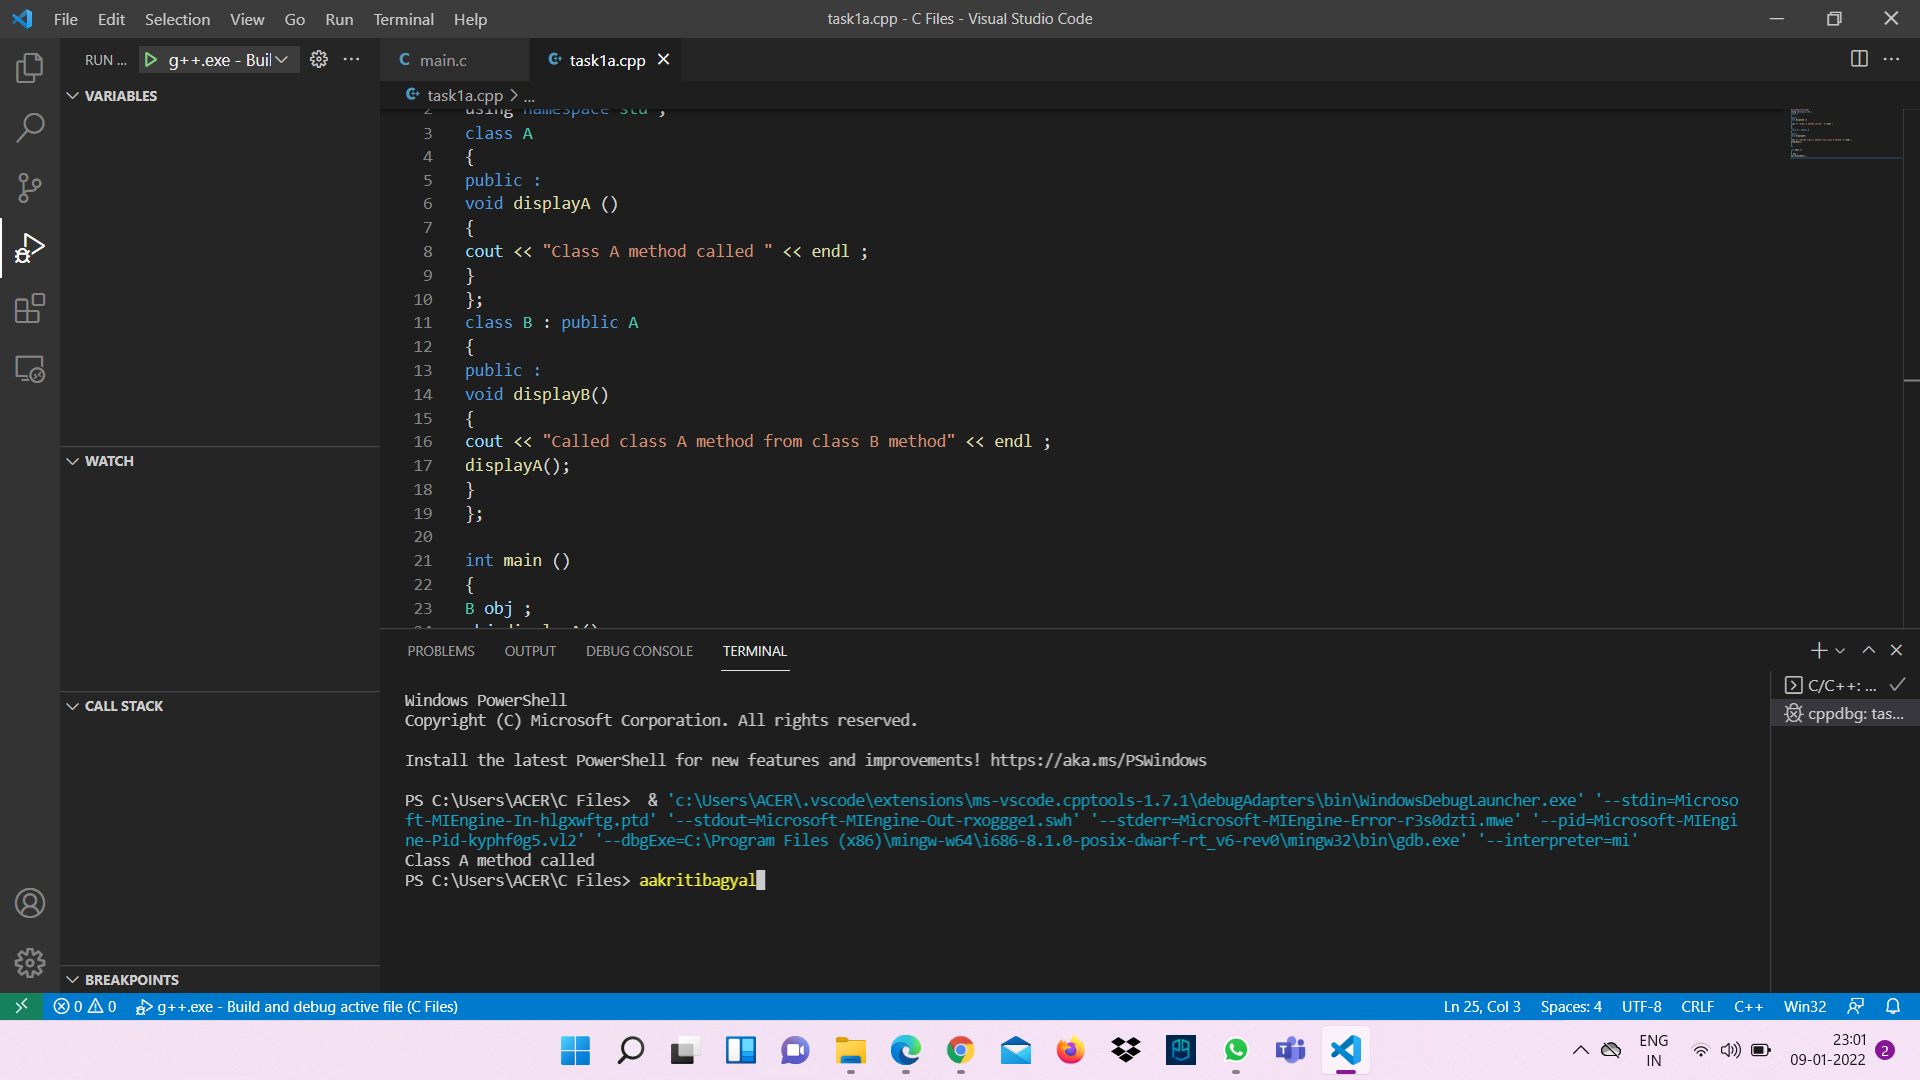 File Edit Selection View Go Run Terminal Help
task1a.cpp - C Files - Visual Studio Code
RUN ... g++.exe - Buil
C main.c
task1a.cpp
VARIABLES
task1a.cpp > ...
2 using namespace std ;
3 class A
4 {
5 public :
6 void displayA ()
7 {
8 cout << "Class A method called " << endl ;
9 }
10 };
11 class B : public A
12 {
13 public :
14 void displayB()
15 {
16 cout << "Called class A method from class B method" << endl ;
17 displayA();
18 }
19 };
20
21 int main ()
22 {
23 B obj ;
WATCH
CALL STACK
BREAKPOINTS
PROBLEMS OUTPUT DEBUG CONSOLE TERMINAL
Windows PowerShell
Copyright (C) Microsoft Corporation. All rights reserved.
Install the latest PowerShell for new features and improvements! https://aka.ms/PSWindows
PS C:\Users\ACER\C Files>  & 'c:\Users\ACER\.vscode\extensions\ms-vscode.cpptools-1.7.1\debugAdapters\bin\WindowsDebugLauncher.exe' '--stdin=Microso
ft-MIEngine-In-hlgxwftg.ptd' '--stdout=Microsoft-MIEngine-Out-rxoggge1.swh' '--stderr=Microsoft-MIEngine-Error-r3s0dzti.mwe' '--pid=Microsoft-MIEngi
ne-Pid-kyphf0g5.vl2' '--dbgExe=C:\Program Files (x86)\mingw-w64\i686-8.1.0-posix-dwarf-rt_v6-rev0\mingw32\bin\gdb.exe' '--interpreter=mi'
Class A method called
PS C:\Users\ACER\C Files> aakritibagyal
C/C++: ...
cppdbg: tas...
0 0 g++.exe - Build and debug active file (C Files)
Ln 25, Col 3 Spaces: 4 UTF-8 CRLF C++ Win32
ENG
IN
23:01
09-01-2022
2